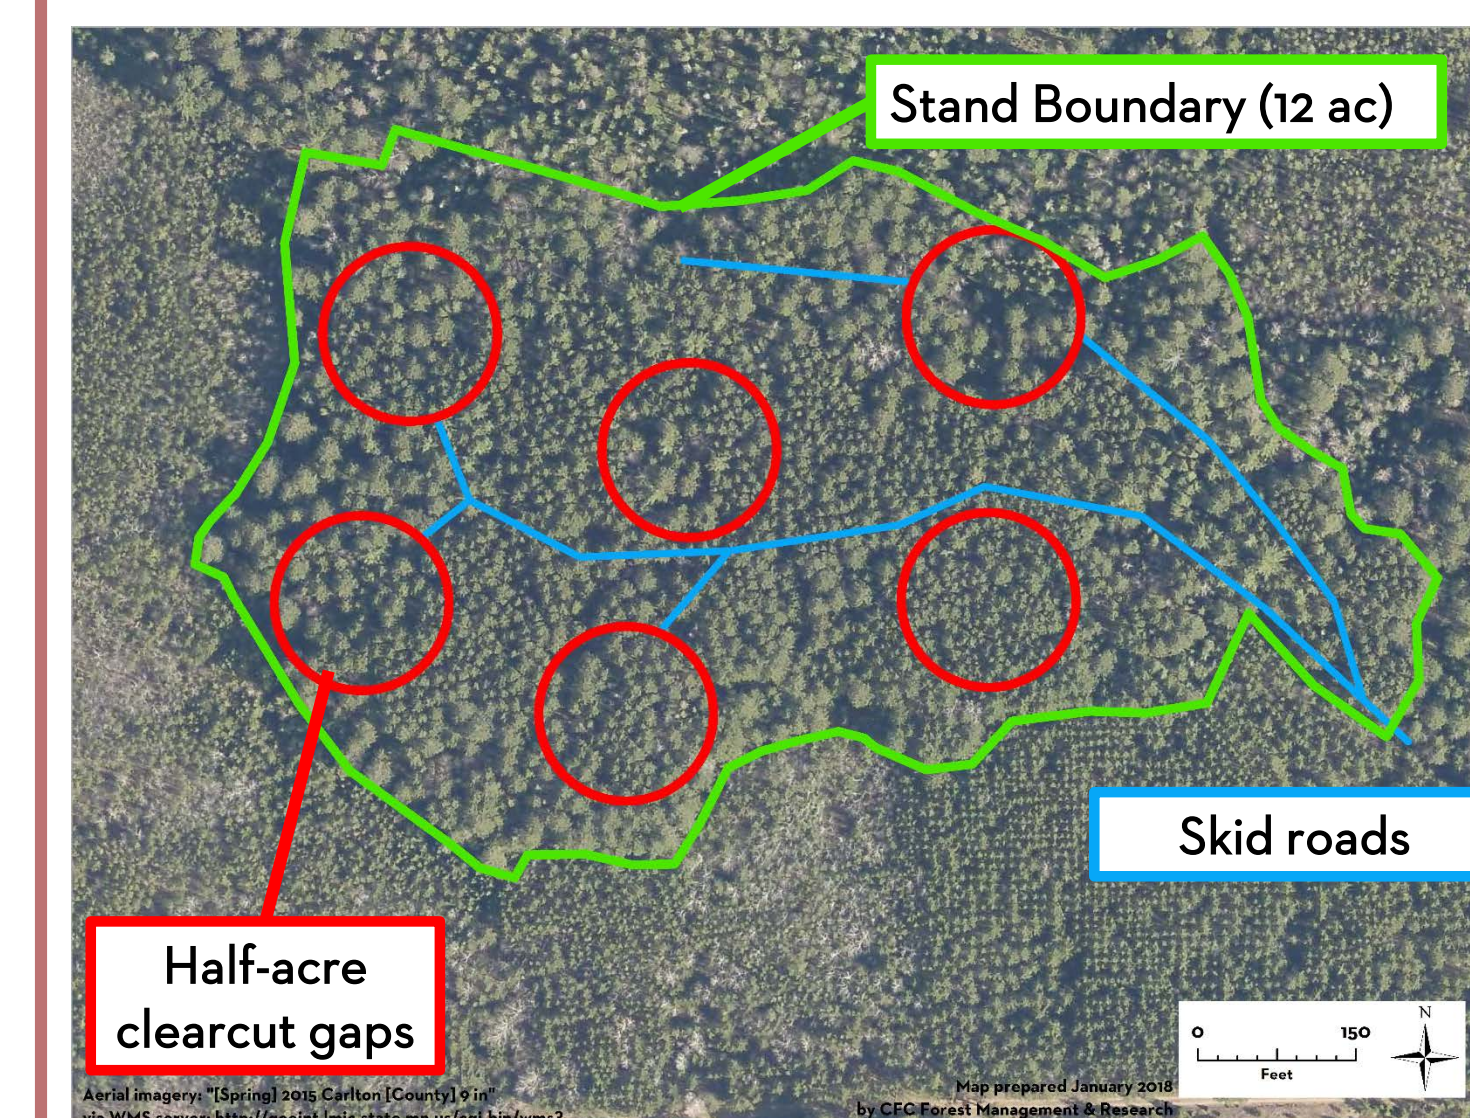 Stand Boundary (12 ac)
Skid roads
Half-acre
clearcut gaps
N
0 150
Feet
Aerial imagery: "[Spring] 2015 Carlton [County] 9 in"
Map prepared January 2018
by CFC Forest Management & Research